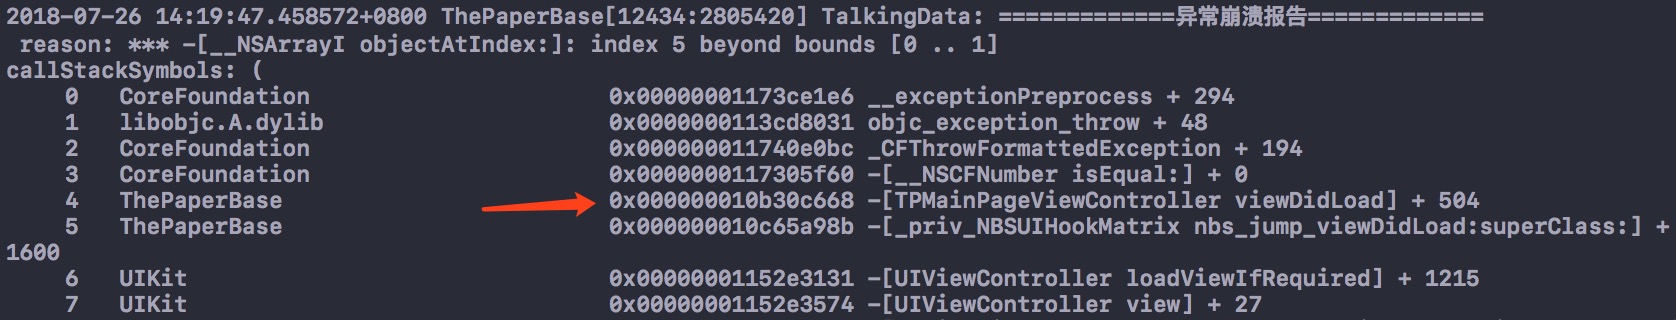 2018-07-26 14:19:47.458572+0800 ThePaperBase[12434:2805420] TalkingData: =============异常崩溃报告=============
reason: *** -[__NSArrayI objectAtIndex:]: index 5 beyond bounds [0 .. 1]
callStackSymbols: (
0 CoreFoundation 0x00000001173ce1e6 __exceptionPreprocess + 294
1 libobjc.A.dylib 0x0000000113cd8031 objc_exception_throw + 48
2 CoreFoundation 0x000000011740e0bc _CFThrowFormattedException + 194
3 CoreFoundation 0x0000000117305f60 -[__NSCFNumber isEqual:] + 0
4 ThePaperBase 0x000000010b30c668 -[TPMainPageViewController viewDidLoad] + 504
5 ThePaperBase 0x000000010c65a98b -[_priv_NBSUIHookMatrix nbs_jump_viewDidLoad:superClass:] +
1600
6 UIKit 0x00000001152e3131 -[UIViewController loadViewIfRequired] + 1215
7 UIKit 0x00000001152e3574 -[UIViewController view] + 27